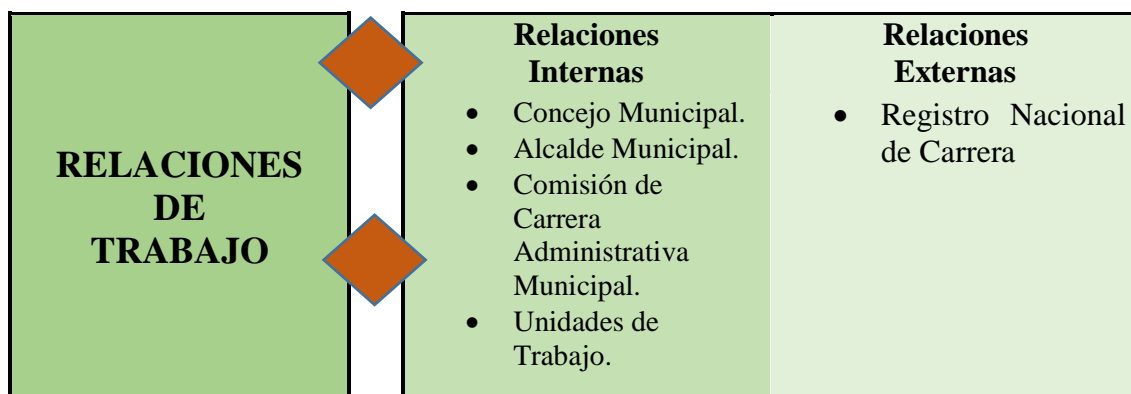 RELACIONES
DE
TRABAJO
Relaciones
Internas
• Concejo Municipal.
• Alcalde Municipal.
• Comisión de
Carrera
Administrativa
Municipal.
• Unidades de
Trabajo.
Relaciones
Externas
• Registro Nacional
de Carrera